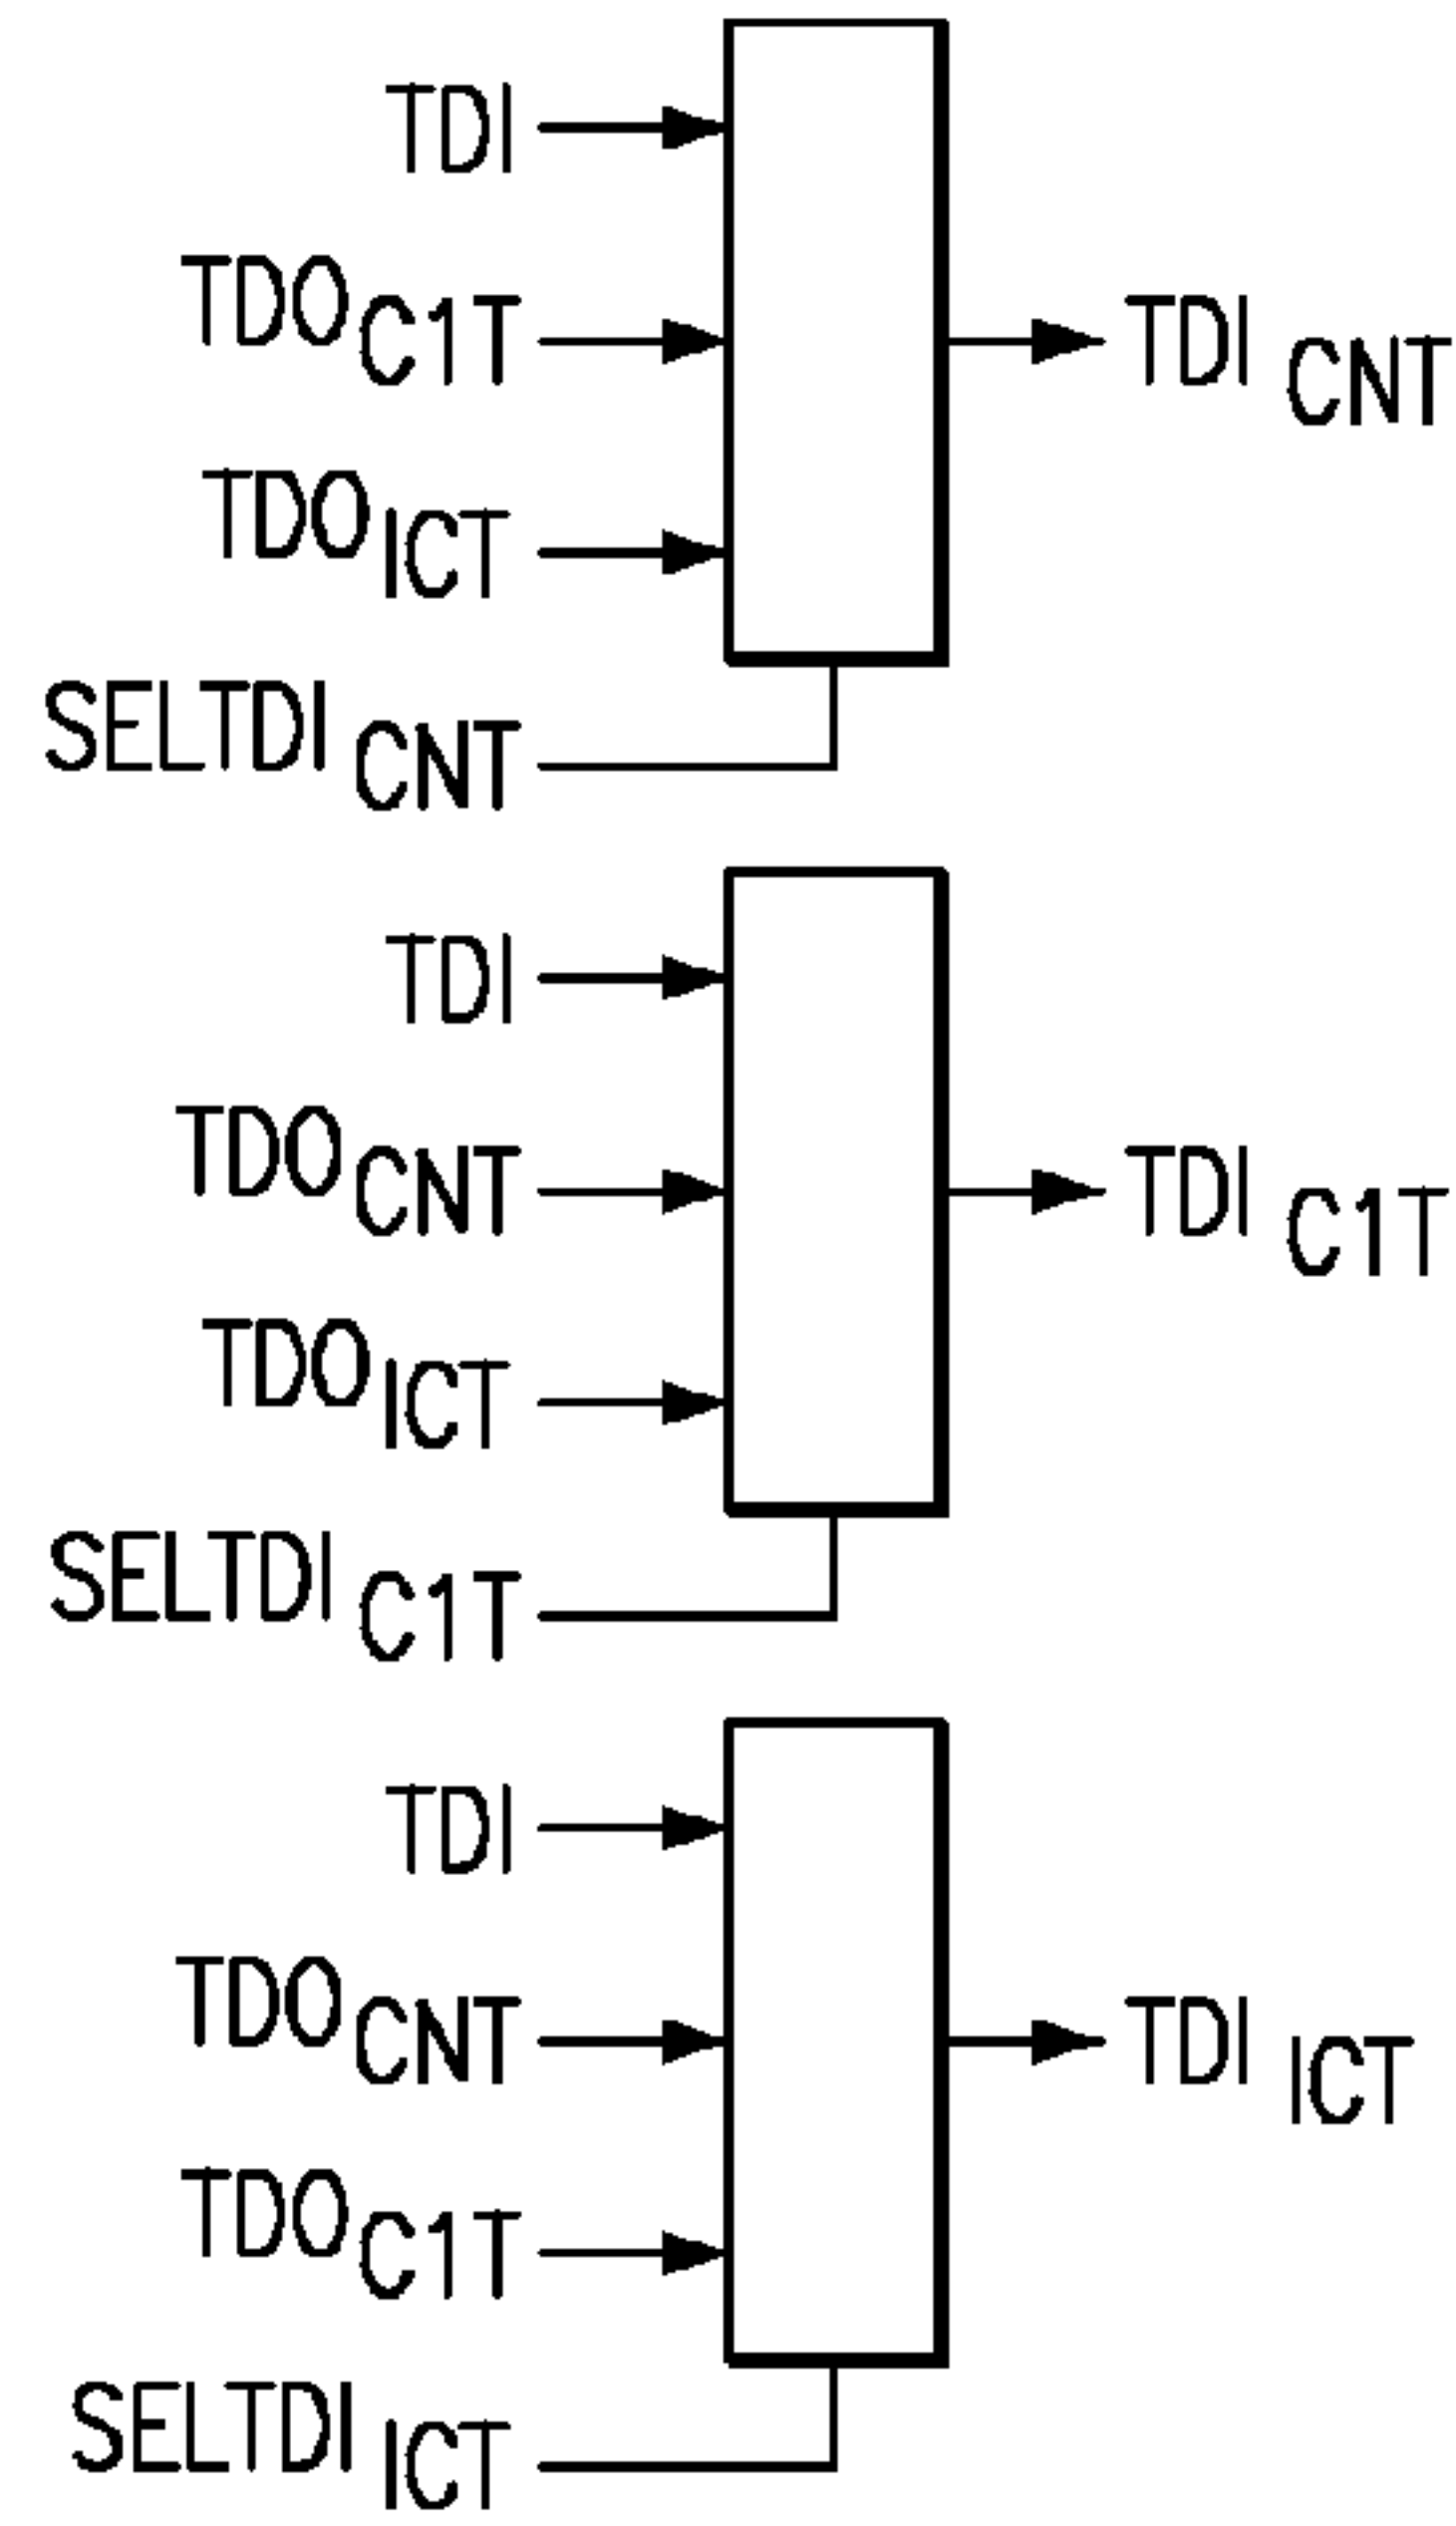 TDI
TDO C1T
TDI CNT
TDO ICT
SELTDI CNT
TDI
TDO CNT
TDI C1T
TDO ICT
SELTDI C1T
TDI
TDO CNT
TDI ICT
TDO C1T
SELTDI ICT